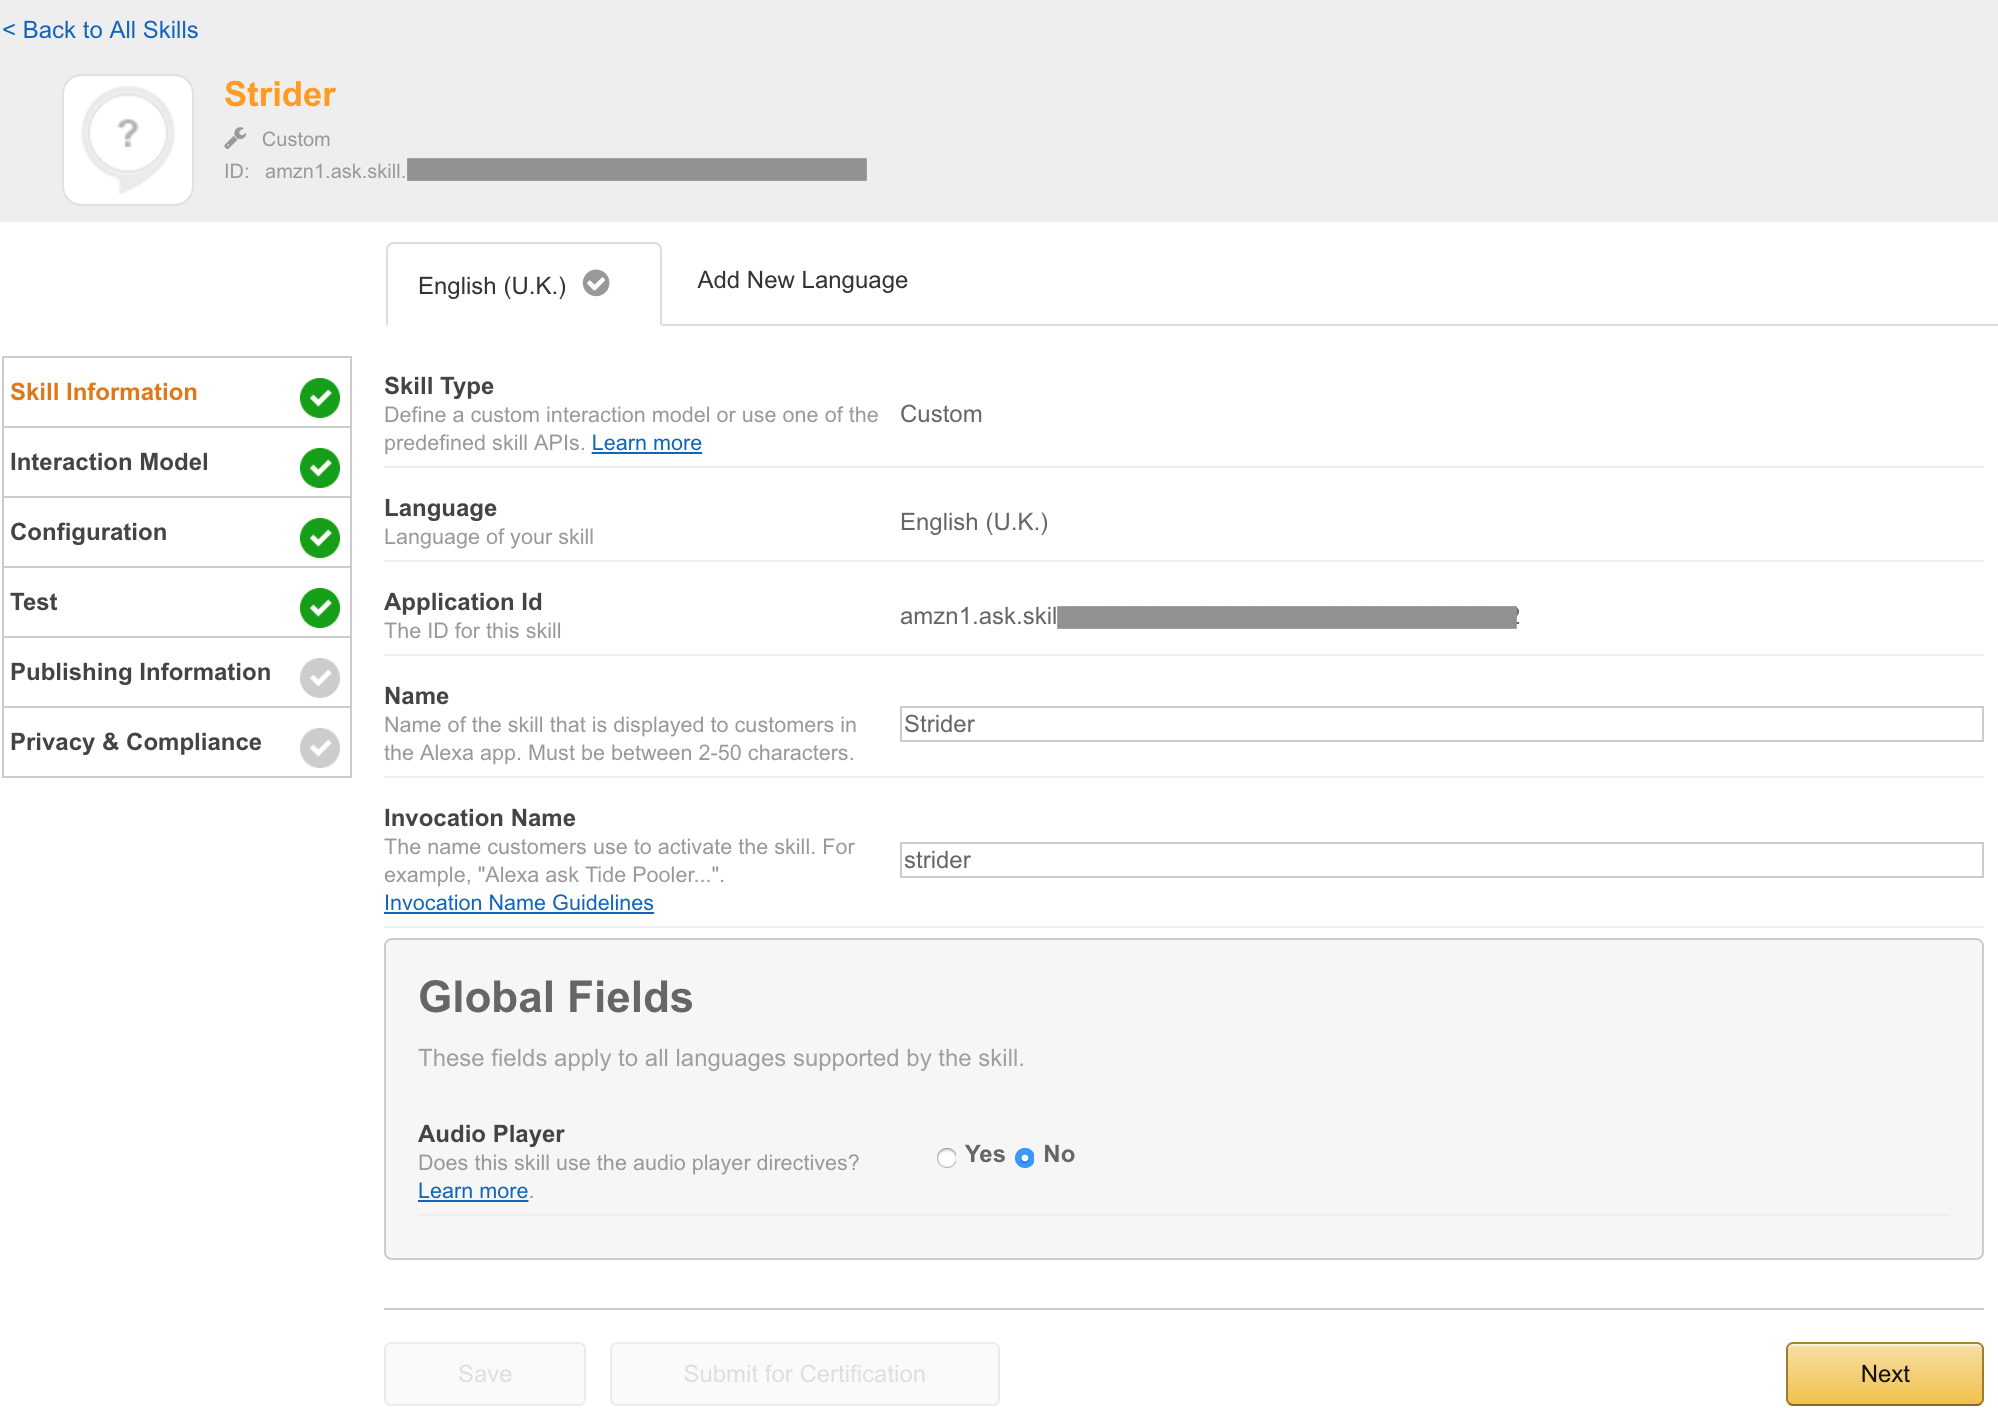 < Back to All Skills
?
Strider
Custom
ID: amzn1.ask.skill.
English (U.K.)
Add New Language
Skill Information
Interaction Model
Configuration
Test
Publishing Information
Privacy & Compliance
Skill Type
Define a custom interaction model or use one of the
predefined skill APIs. Learn more
Custom
Language
Language of your skill
English (U.K.)
Application Id
The ID for this skill
amzn1.ask.skil
Name
Name of the skill that is displayed to customers in
the Alexa app. Must be between 2-50 characters.
Strider
Invocation Name
The name customers use to activate the skill. For
example, "Alexa ask Tide Pooler...".
Invocation Name Guidelines
strider
Global Fields
These fields apply to all languages supported by the skill.
Audio Player
Does this skill use the audio player directives?
Learn more.
Yes No
Save
Submit for Certification
Next